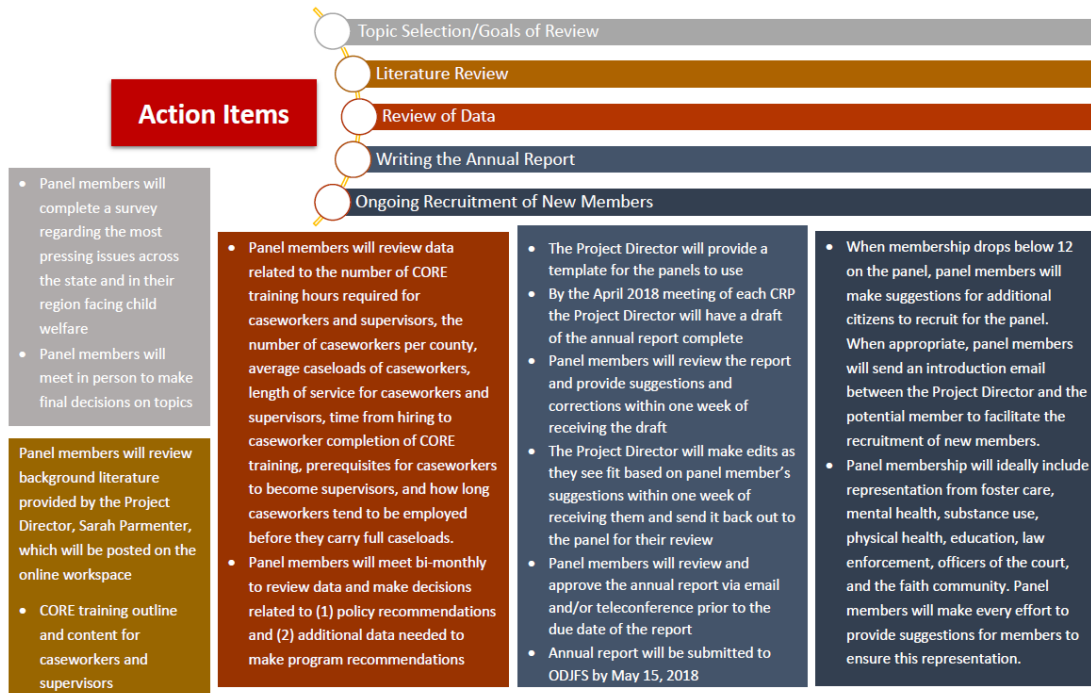 Topic Selection/Goals of Review
Literature Review
Action Items
Review of Data
Writing the Annual Report
Ongoing Recruitment of New Members
• Panel members will
complete a survey
regarding the most
pressing issues across
the state and in their
region facing child
welfare
• Panel members will
meet in person to make
final decisions on topics
Panel members will review
background literature
provided by the Project
Director, Sarah Parmenter,
which will be posted on the
online workspace
• CORE training outline
and content for
caseworkers and
supervisors
• Panel members will review data
related to the number of CORE
training hours required for
caseworkers and supervisors, the
number of caseworkers per county,
average caseloads of caseworkers,
length of service for caseworkers and
supervisors, time from hiring to
caseworker completion of CORE
training, prerequisites for caseworkers
to become supervisors, and how long
caseworkers tend to be employed
before they carry full caseloads.
• Panel members will meet bi-monthly
to review data and make decisions
related to (1) policy recommendations
and (2) additional data needed to
make program recommendations
• The Project Director will provide a
template for the panels to use
• By the April 2018 meeting of each CRP
the Project Director will have a draft
of the annual report complete
• Panel members will review the report
and provide suggestions and
corrections within one week of
receiving the draft
• The Project Director will make edits as
they see fit based on panel member's
suggestions within one week of
receiving them and send it back out to
the panel for their review
• Panel members will review and
approve the annual report via email
and/or teleconference prior to the
due date of the report
• Annual report will be submitted to
ODJFS by May 15, 2018
• When membership drops below 12
on the panel, panel members will
make suggestions for additional
citizens to recruit for the panel.
When appropriate, panel members
will send an introduction email
between the Project Director and the
potential member to facilitate the
recruitment of new members.
• Panel membership will ideally include
representation from foster care,
mental health, substance use,
physical health, education, law
enforcement, officers of the court,
and the faith community. Panel
members will make every effort to
provide suggestions for members to
ensure this representation.